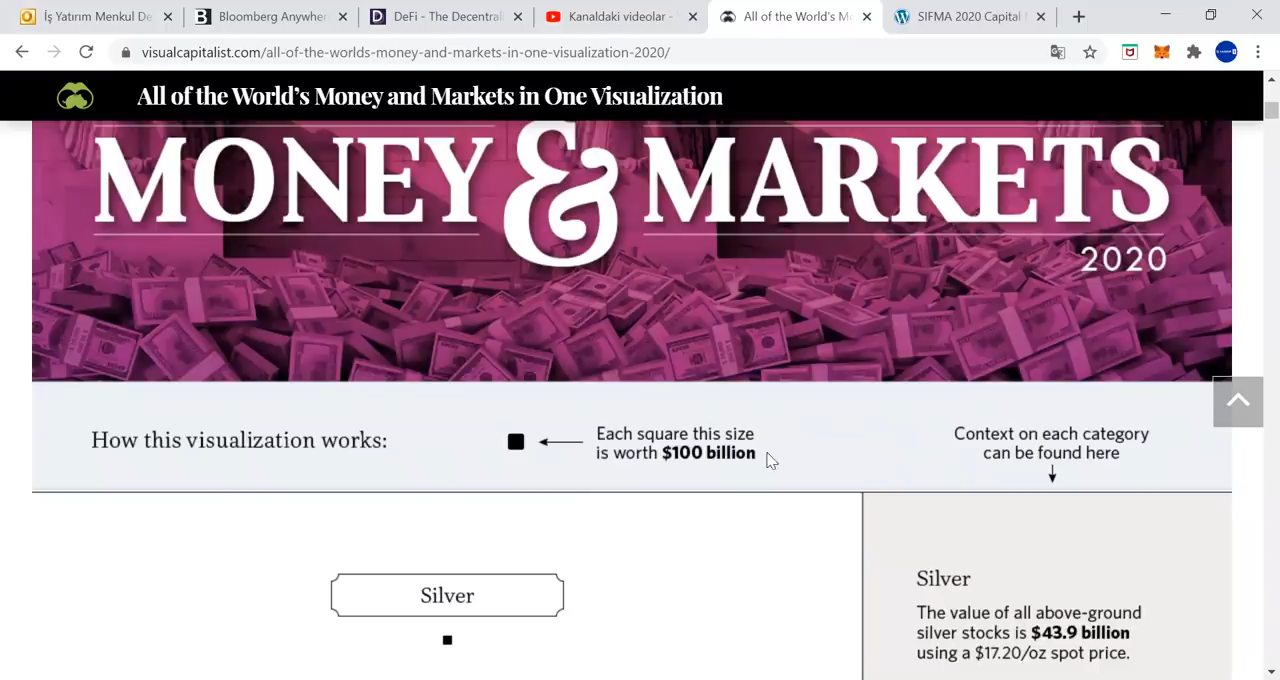 İş Yatırım Menkul De
Bloomberg Anywher
DeFi - The Decentrali
Kanaldaki videolar -
All of the World's M
SIFMA 2020 Capital
visualcapitalist.com/all-of-the-worlds-money-and-markets-in-one-visualization-2020/
All of the World's Money and Markets in One Visualization
MONEY & MARKETS
2020
How this visualization works:
Each square this size
is worth $100 billion
Context on each category
can be found here
Silver
Silver
The value of all above-ground
silver stocks is $43.9 billion
using a $17.20/oz spot price.